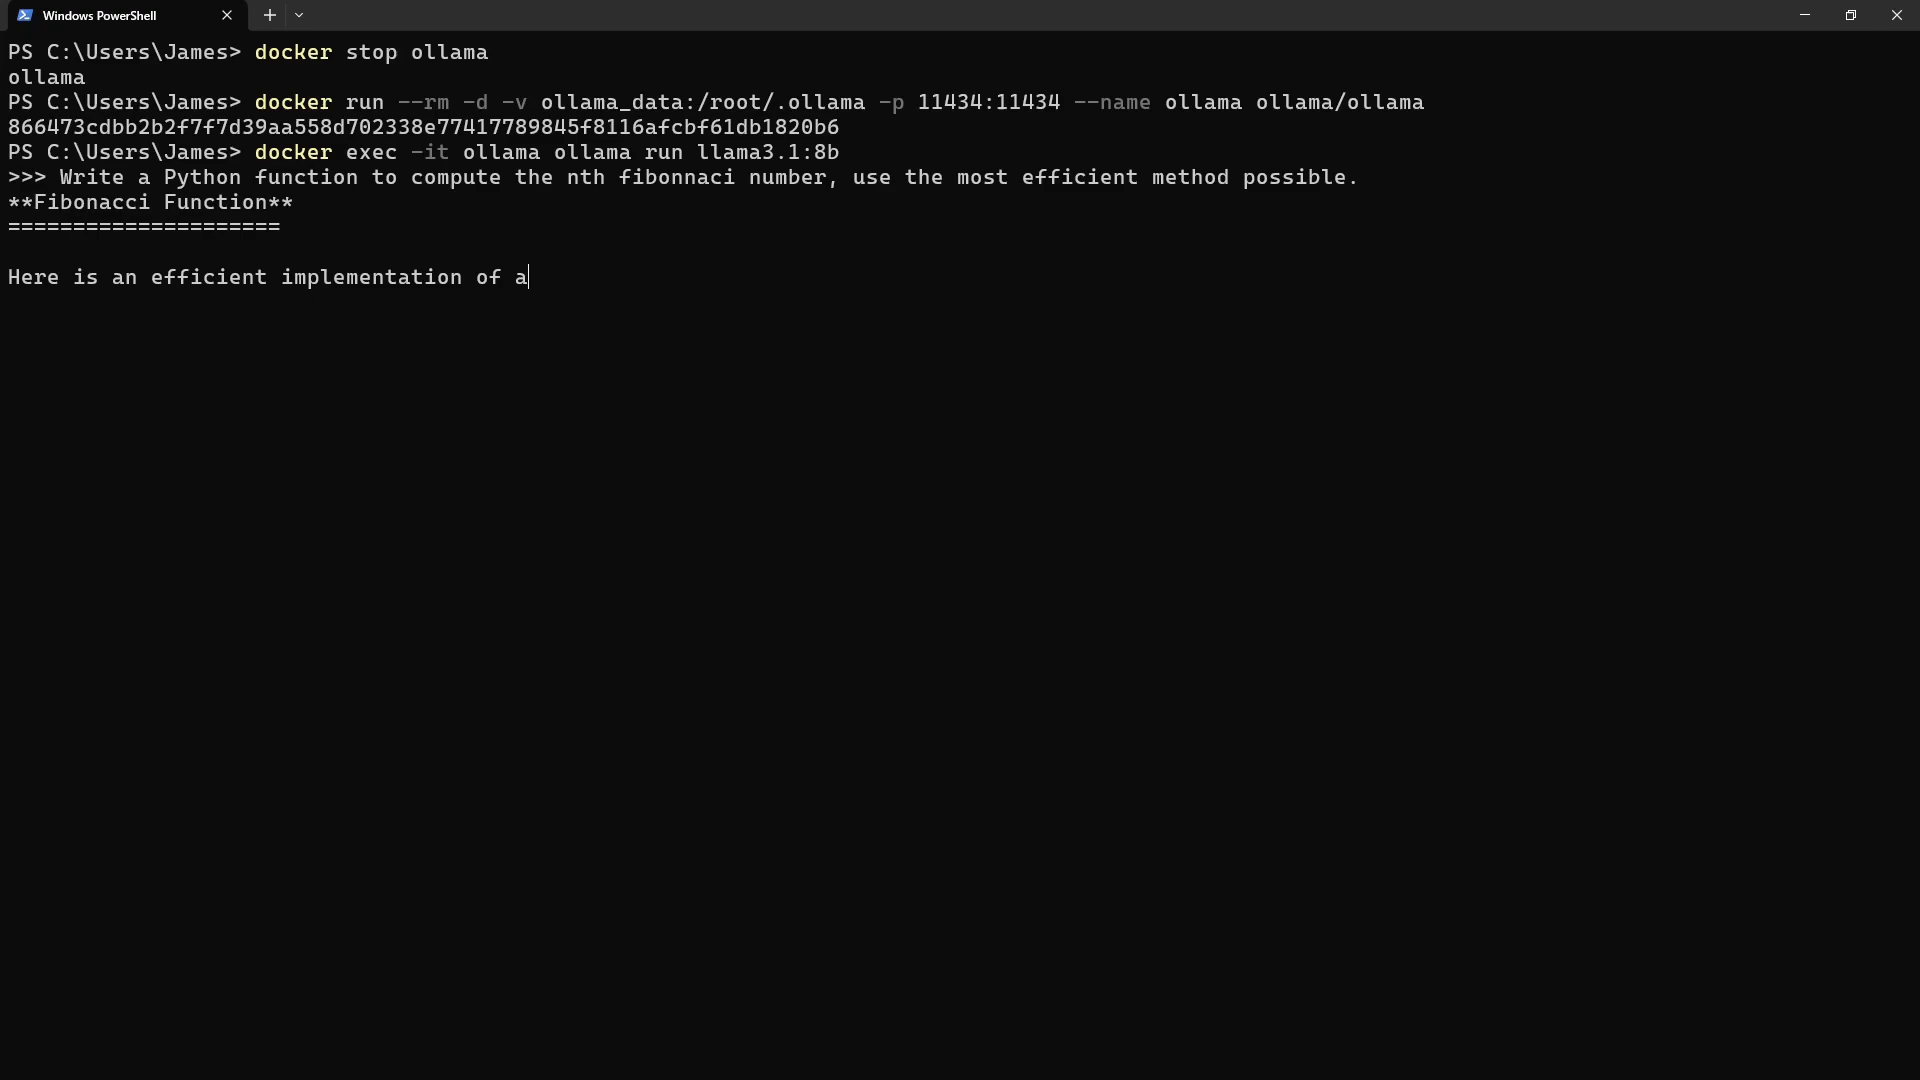 Windows PowerShell
PS C:\Users\James> docker stop ollama
ollama
PS C:\Users\James> docker run --rm -d -v ollama_data:/root/.ollama -p 11434:11434 --name ollama ollama/ollama
866473cdbb2b2f7f7d39aa558d702338e77417789845f8116afcbf61db1820b6
PS C:\Users\James> docker exec -it ollama ollama run llama3.1:8b
>>> Write a Python function to compute the nth fibonnaci number, use the most efficient method possible.
**Fibonacci Function**
=====================
Here is an efficient implementation of a